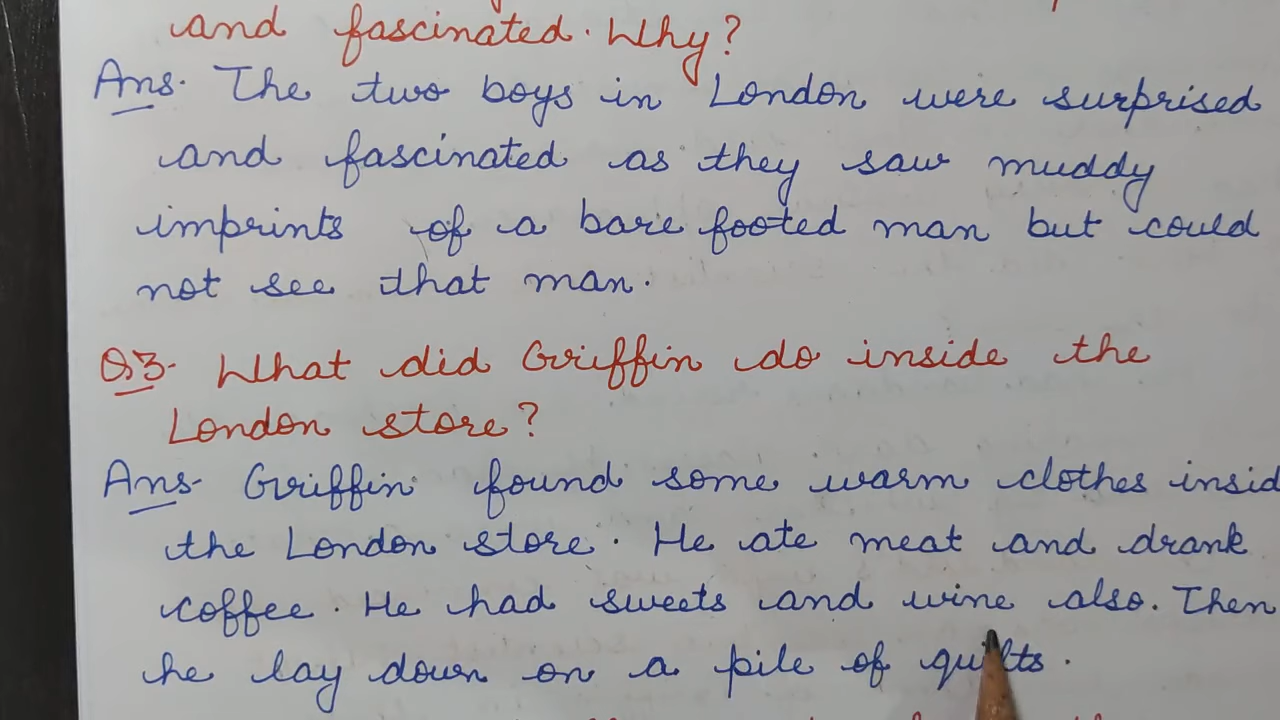 and fascinated. Why?
Ans. The two boys in London were surprised
and fascinated as they saw muddy
imprints of a bare footed man but could
not see that man.
Q3- What did Griffin do inside the
London store?
Ans- Griffin found some warm clothes insid
the London store. He ate meat and drank
coffee. He had sweets and wine also. Then
he lay down on a pile of quilts.